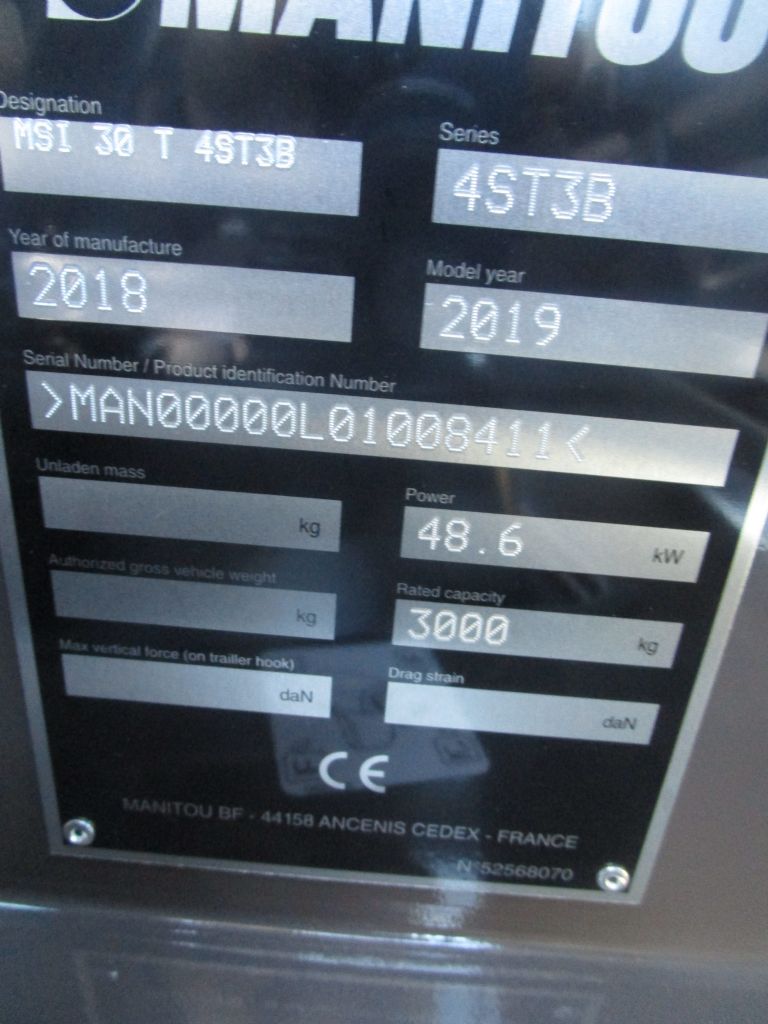 MANITOU
Designation
MSI 30 T 4ST3B
Series
4ST3B
Year of manufacture
2018
Model year
2019
Serial Number / Product identification Number
>MAN00000L01008411<
Unladen mass
kg
Power
48.6 kW
Authorized gross vehicle weight
kg
Rated capacity
3000 kg
Max vertical force (on trailler hook)
daN
Drag strain
daN
CE
MANITOU BF - 44158 ANCENIS CEDEX - FRANCE
N°52568070